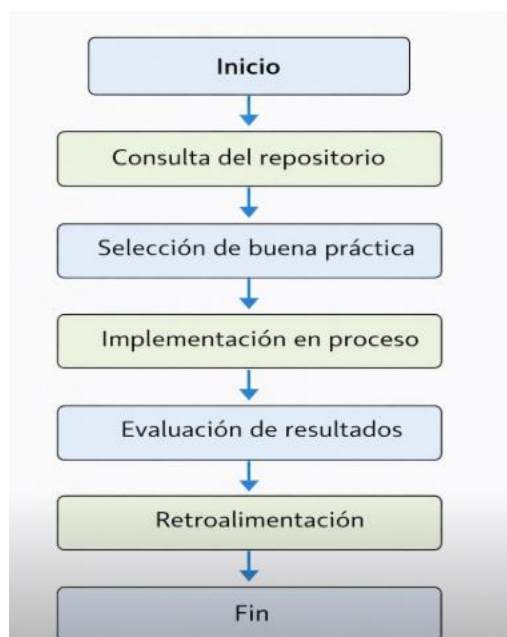 Inicio
Consulta del repositorio
Selección de buena práctica
Implementación en proceso
Evaluación de resultados
Retroalimentación
Fin